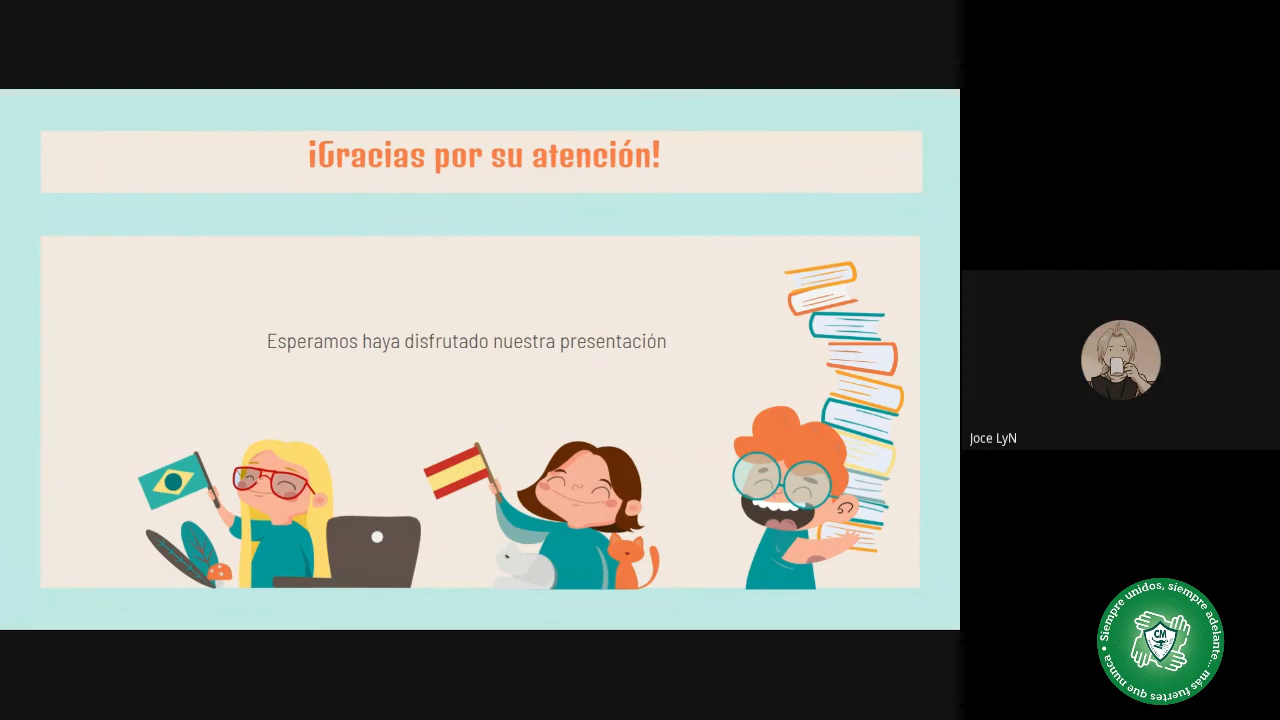 ¡Gracias por su atención!
Esperamos haya disfrutado nuestra presentación
Joce LyN
Siempre unidos, siempre adelante... más fuertes que nunca •
CM